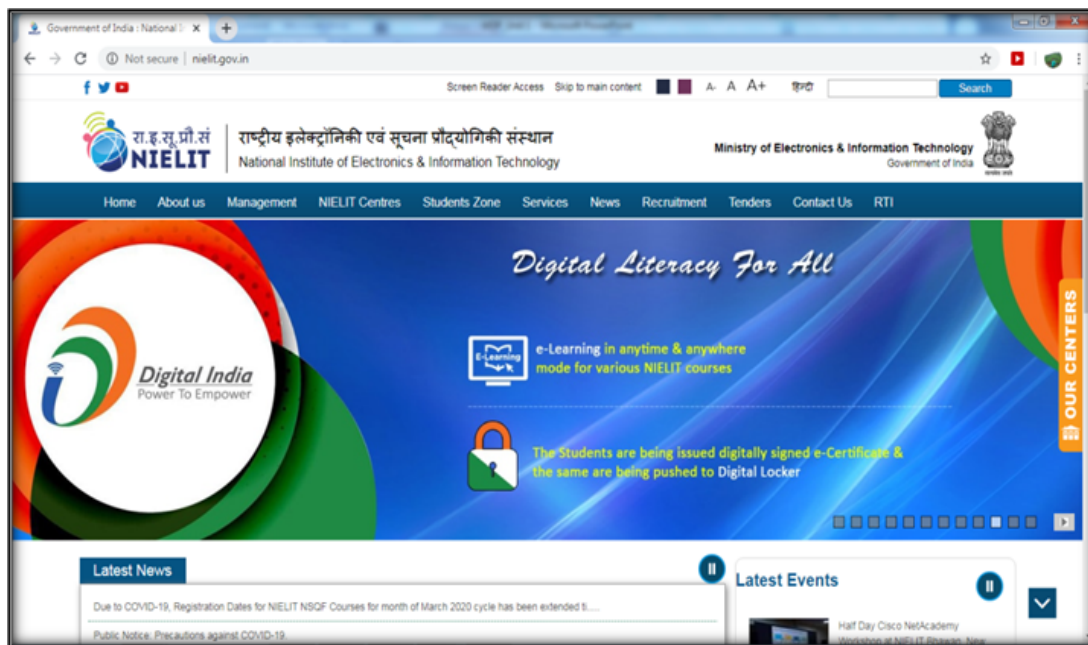 Government of India : National I
Not secure | nielit.gov.in
Screen Reader Access Skip to main content A- A A+ हिन्दी Search
रा.इ.सू.प्रौ.सं
NIELIT
राष्ट्रीय इलेक्ट्रॉनिकी एवं सूचना प्रौद्योगिकी संस्थान
National Institute of Electronics & Information Technology
Ministry of Electronics & Information Technology
Government of India
Home About us Management NIELIT Centres Students Zone Services News Recruitment Tenders Contact Us RTI
Digital Literacy For All
Digital India
Power To Empower
E-Learning
e-Learning in anytime & anywhere
mode for various NIELIT courses
The Students are being issued digitally signed e-Certificate &
the same are being pushed to Digital Locker
OUR CENTERS
Latest News
Due to COVID-19, Registration Dates for NIELIT NSQF Courses for month of March 2020 cycle has been extended ti.....
Public Notice: Precautions against COVID-19.
Latest Events
Half Day Cisco NetAcademy
Workshop at NIELIT Bhawan, New